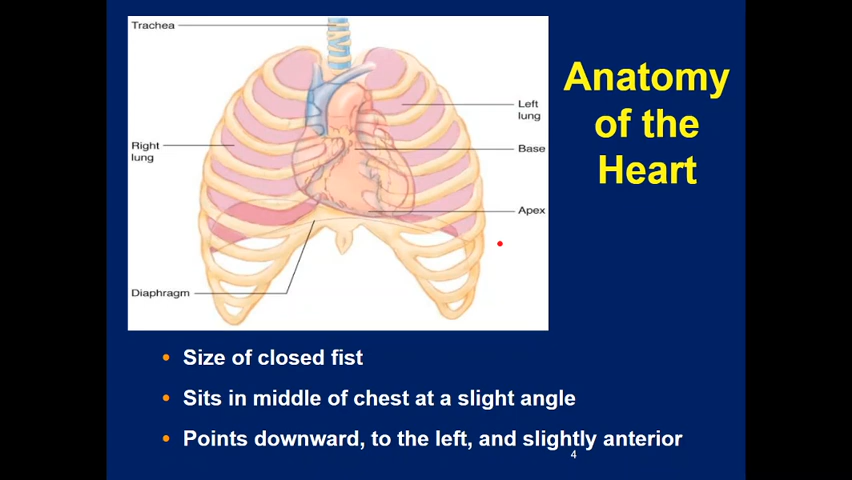 Trachea
Anatomy
of the
Heart
Left
lung
Right
lung
Base
Apex
Diaphragm
• Size of closed fist
• Sits in middle of chest at a slight angle
• Points downward, to the left, and slightly anterior
4